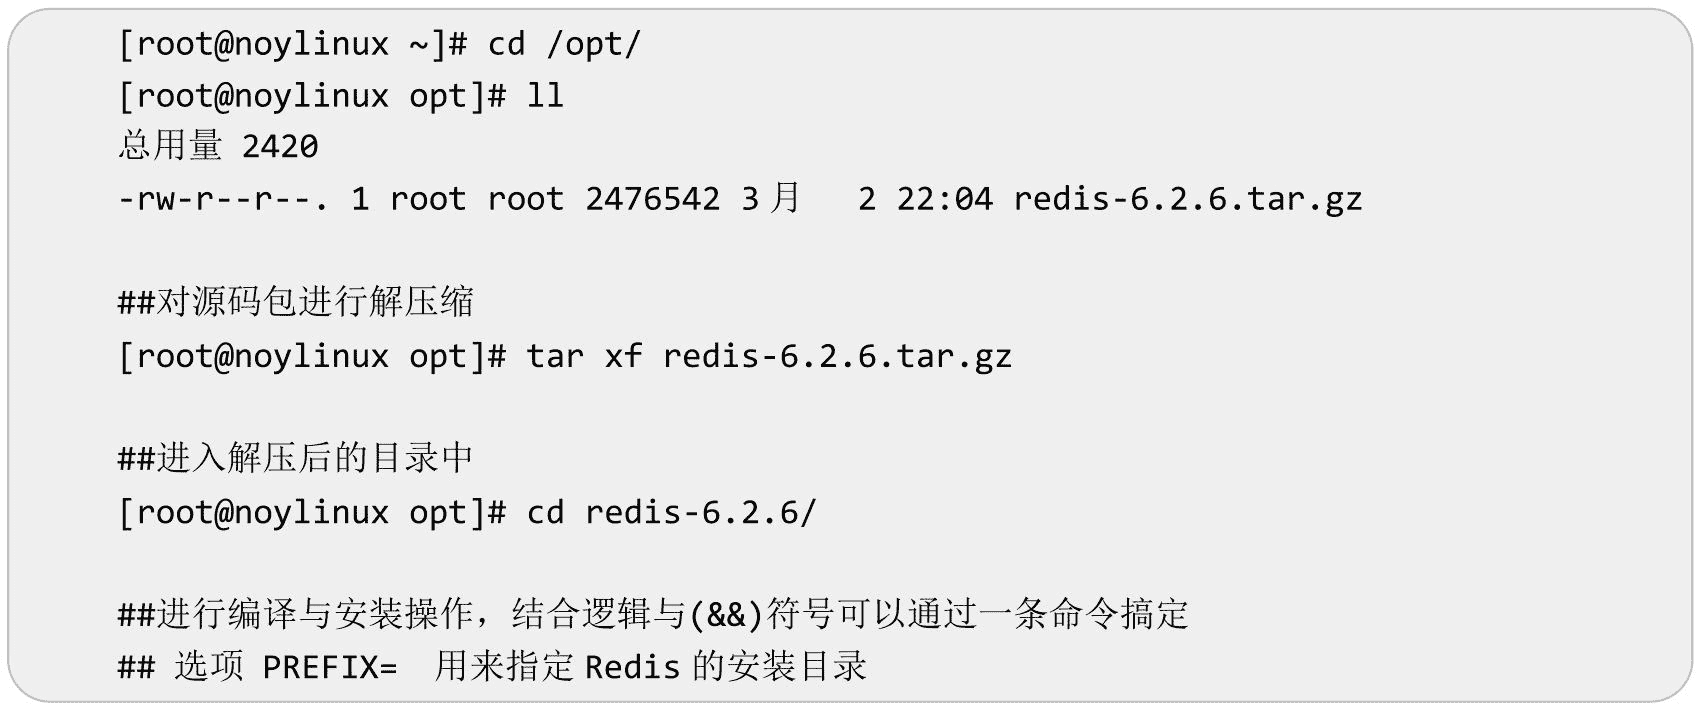 [root@noylinux ~]# cd /opt/
[root@noylinux opt]# ll
总用量 2420
-rw-r--r--. 1 root root 2476542 3月   2 22:04 redis-6.2.6.tar.gz
##对源码包进行解压缩
[root@noylinux opt]# tar xf redis-6.2.6.tar.gz
##进入解压后的目录中
[root@noylinux opt]# cd redis-6.2.6/
##进行编译与安装操作，结合逻辑与(&&)符号可以通过一条命令搞定
## 选项 PREFIX=  用来指定 Redis 的安装目录